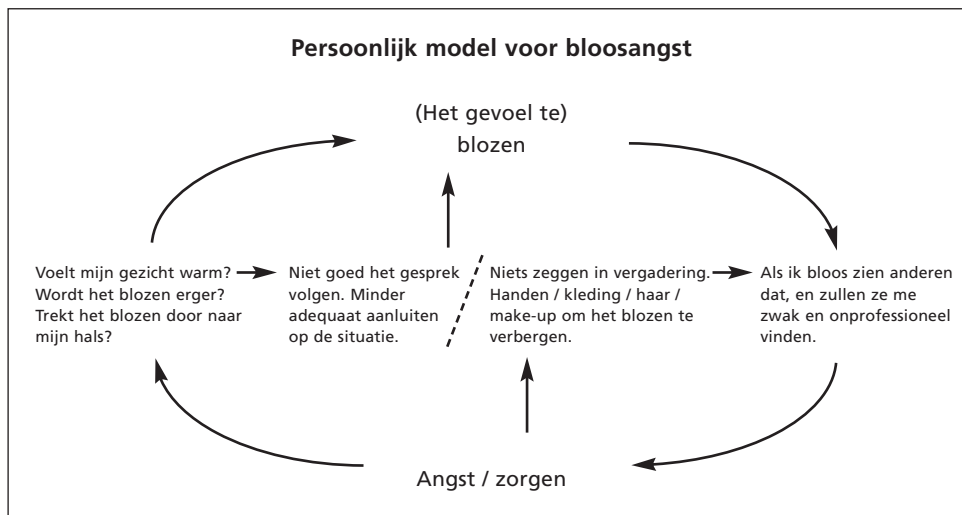 Persoonlijk model voor bloosangst
(Het gevoel te)
blozen
Voelt mijn gezicht warm?
Wordt het blozen erger?
Trekt het blozen door naar
mijn hals?
Niet goed het gesprek
volgen. Minder
adequaat aanluiten
op de situatie.
Niets zeggen in vergadering.
Handen / kleding / haar /
make-up om het blozen te
verbergen.
Als ik bloos zien anderen
dat, en zullen ze me
zwak en onprofessioneel
vinden.
Angst / zorgen